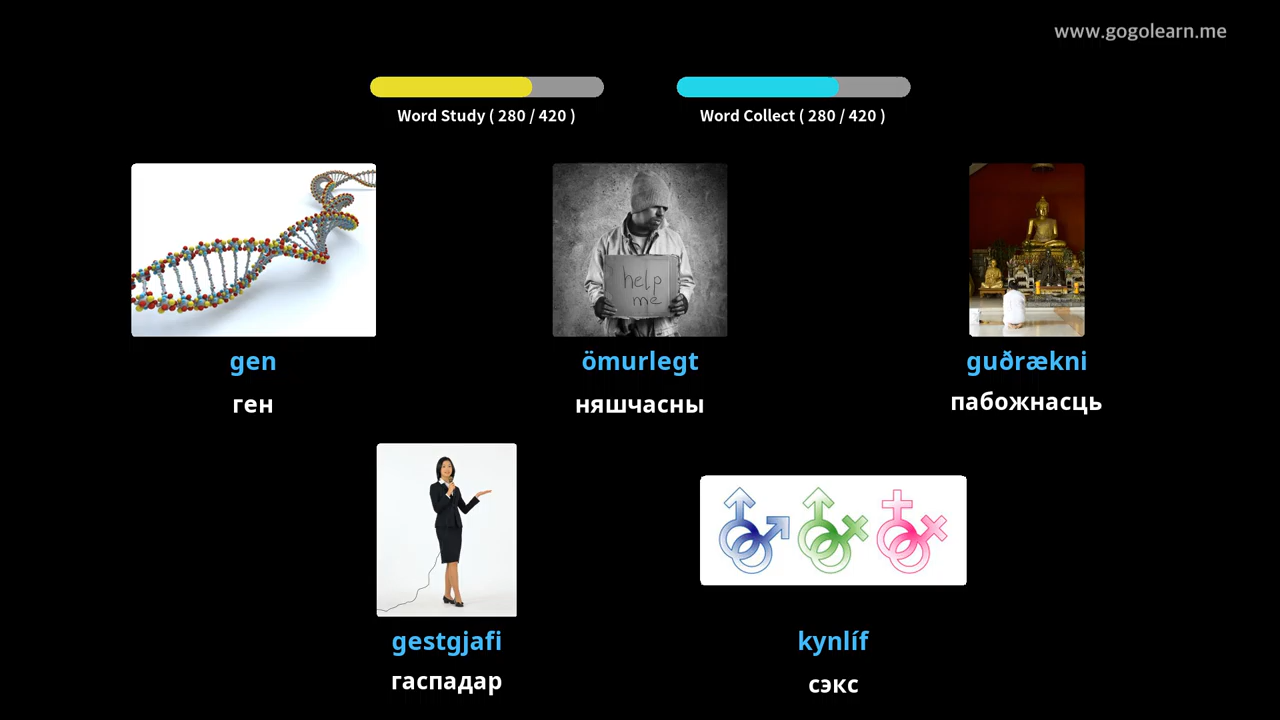 www.gogolearn.me
Word Study ( 280 / 420 )
Word Collect ( 280 / 420 )
help
me
gen
ömurlegt
guðrækni
ген
няшчасны
пабожнасць
gestgjafi
kynlíf
гаспадар
сэкс